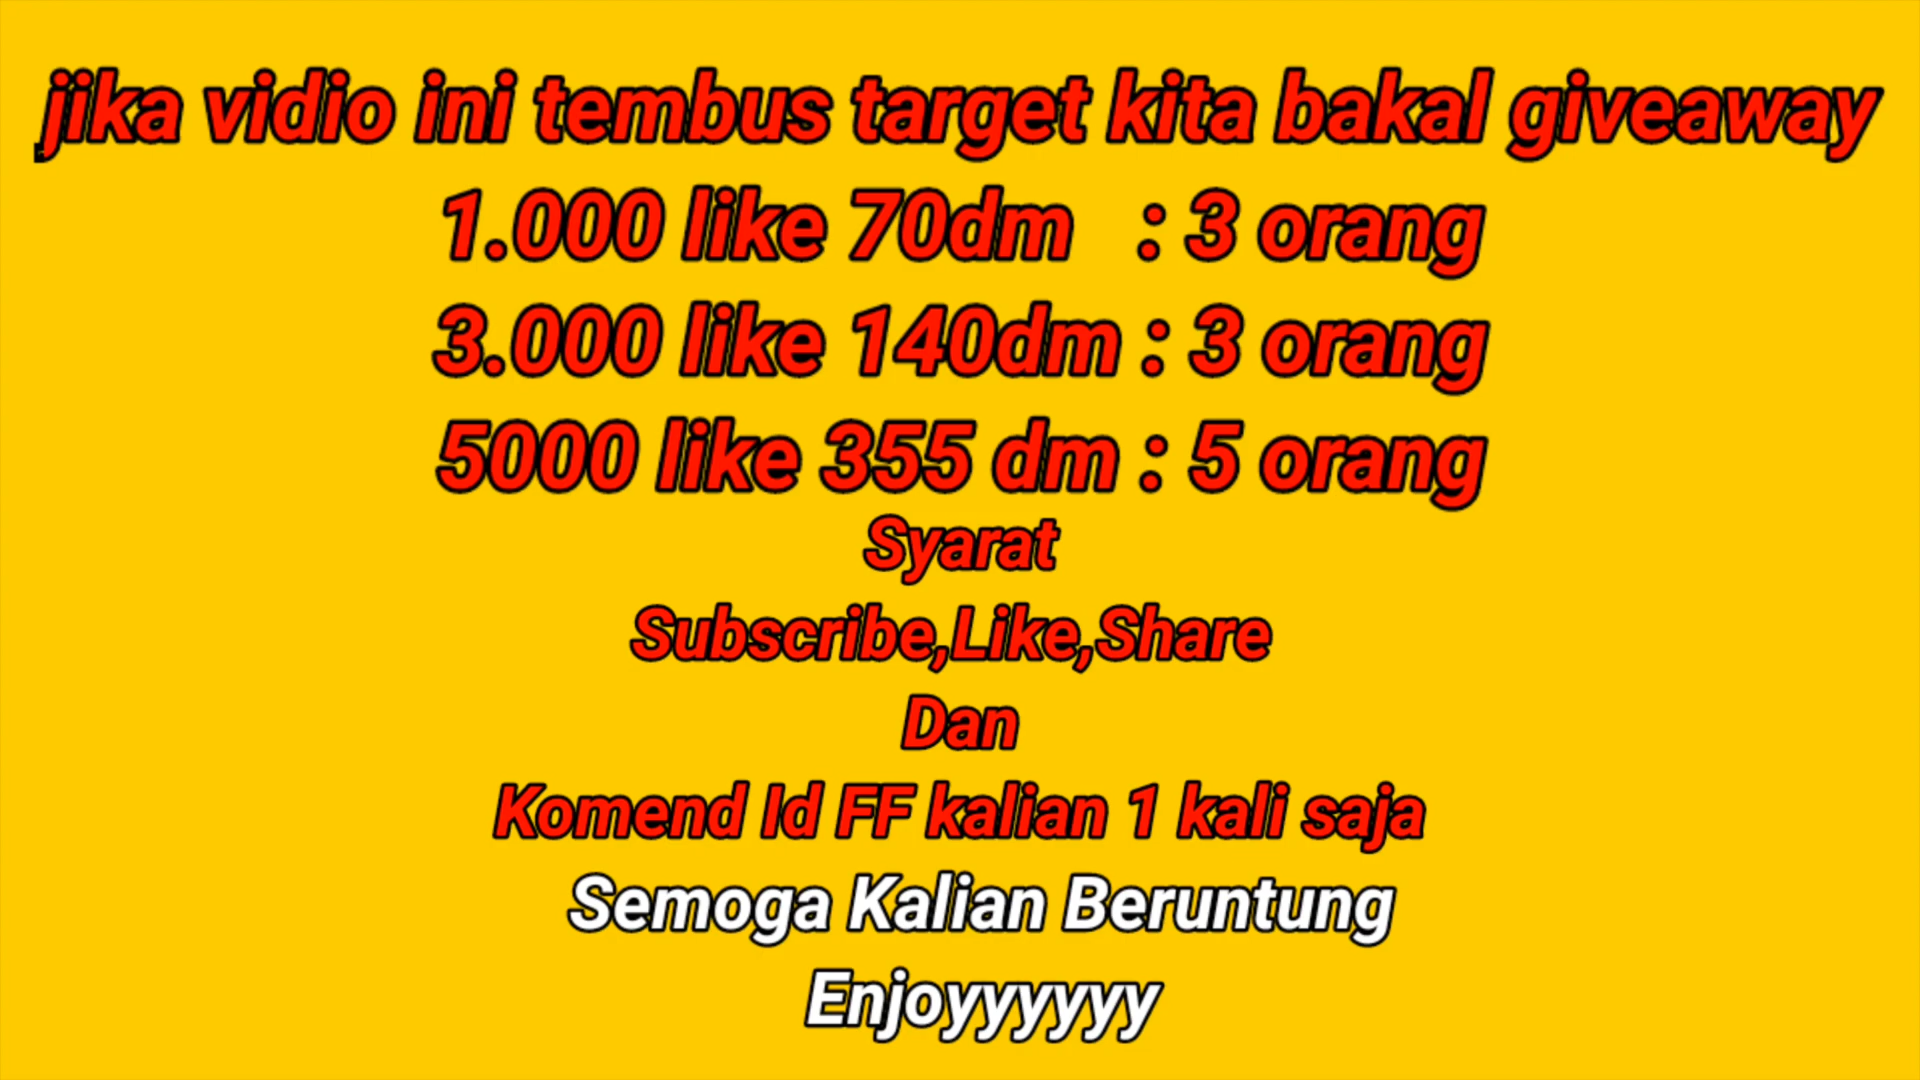 jika vidio ini tembus target kita bakal giveaway
1.000 like 70dm : 3 orang
3.000 like 140dm : 3 orang
5000 like 355 dm : 5 orang
Syarat
Subscribe,Like,Share
Dan
Komend Id FF kalian 1 kali saja
Semoga Kalian Beruntung
Enjoyyyyyy